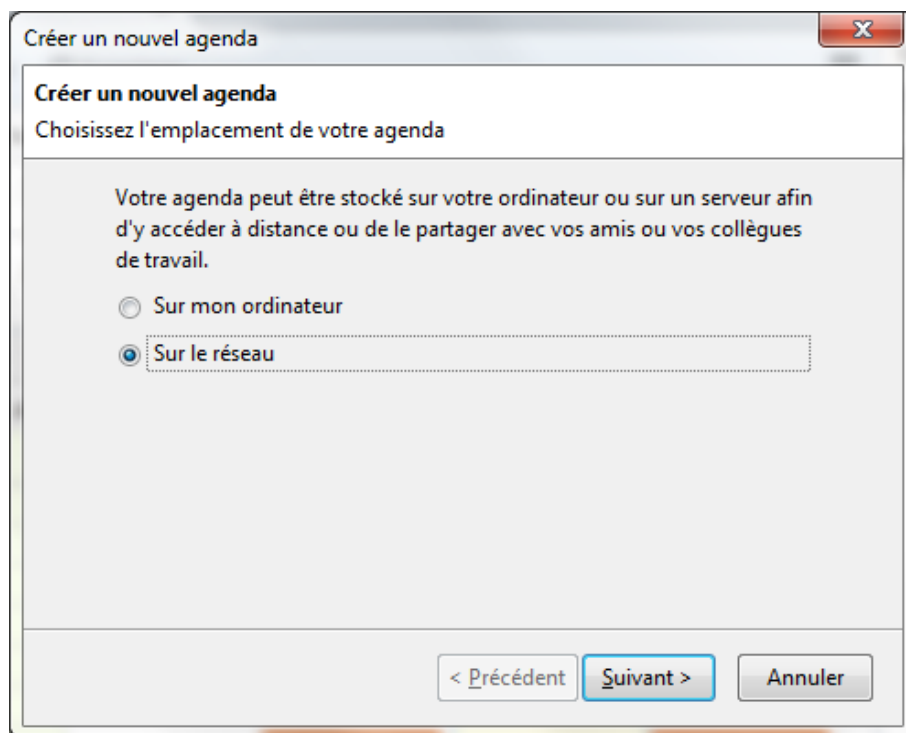 Créer un nouvel agenda
Créer un nouvel agenda
Choisissez l'emplacement de votre agenda
Votre agenda peut être stocké sur votre ordinateur ou sur un serveur afin
d'y accéder à distance ou de le partager avec vos amis ou vos collègues
de travail.
Sur mon ordinateur
Sur le réseau
< Précédent
Suivant >
Annuler